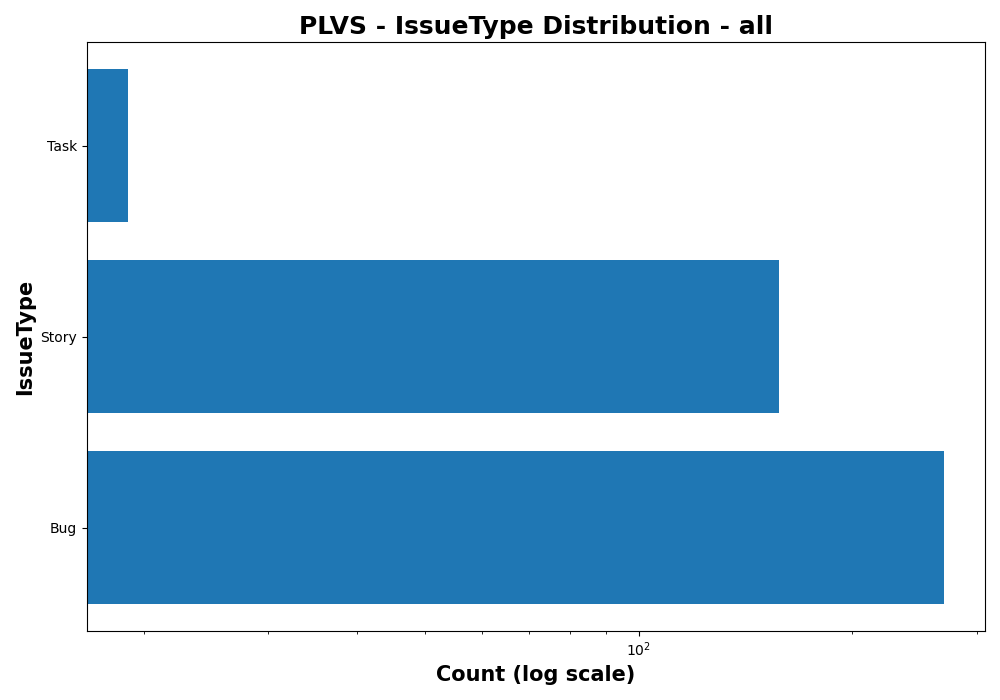 PLVS - IssueType Distribution - all
IssueType
Task
Story
Bug
10²
Count (log scale)